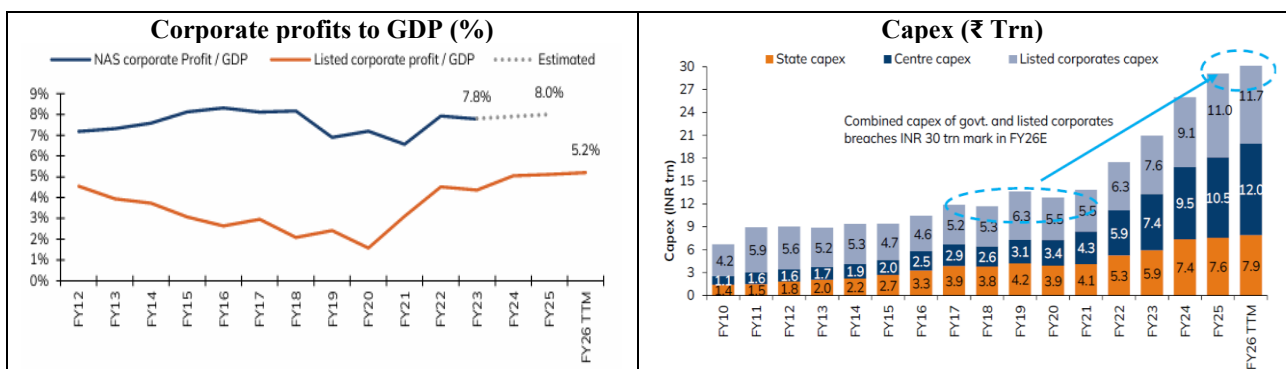 Corporate profits to GDP (%)
NAS corporate Profit / GDP
Listed corporate profit / GDP
Estimated
9%
8%
7%
6%
5%
4%
3%
2%
1%
0%
7.8%
8.0%
5.2%
FY12
FY13
FY14
FY15
FY16
FY17
FY18
FY19
FY20
FY21
FY22
FY23
FY24
FY25
FY26 TTM
Capex (₹ Trn)
State capex
Centre capex
Listed corporates capex
Capex (INR trn)
30
27
24
21
18
15
12
9
6
3
0
Combined capex of govt. and listed corporates
breaches INR 30 trn mark in FY26E
4.2 5.9 5.6 5.2 5.3 4.7 4.6 5.2 5.3 6.3 5.5 5.5 6.3 7.6 9.1 11.0 11.7
1.1 1.6 1.6 1.7 1.9 2.0 2.5 2.9 2.6 3.1 3.4 4.3 5.9 7.4 9.5 10.5 12.0
1.4 1.5 1.8 2.0 2.2 2.7 3.3 3.9 3.8 4.2 3.9 4.1 5.3 5.9 7.4 7.6 7.9
FY10
FY11
FY12
FY13
FY14
FY15
FY16
FY17
FY18
FY19
FY20
FY21
FY22
FY23
FY24
FY25
FY26 TTM